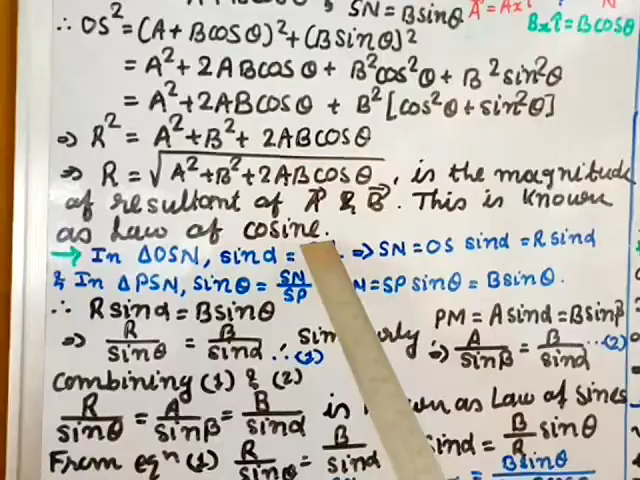 SN = Bsinθ
Bxî = Bcosθ
∴ OS² = (A + Bcosθ)² + (Bsinθ)²
= A² + 2ABcosθ + B²cos²θ + B²sin²θ
= A² + 2ABcosθ + B²[cos²θ + sin²θ]
⇒ R² = A² + B² + 2ABcosθ
⇒ R = √A² + B² + 2ABcosθ, is the magnitude
of resultant of A⃗ & B⃗. This is known
as Law of cosine.
→ In ΔOSN, sinα = ⇒ SN = OS sinα = R sinα
& In ΔPSN, sinθ = SN/SP N = SP sinθ = B sinθ.
∴ Rsinα = Bsinθ PM = Asinα = Bsinβ
⇒ R/sinθ = B/sinα ∴(1) ⇒ A/sinβ = B/sinα ...(2)
Combining (1) & (2)
R/sinθ = A/sinβ = B/sinα is as Law of sines
From eqⁿ (1) R/sinθ = B/sinα sinα = B/R sinθ
= Bsinθ